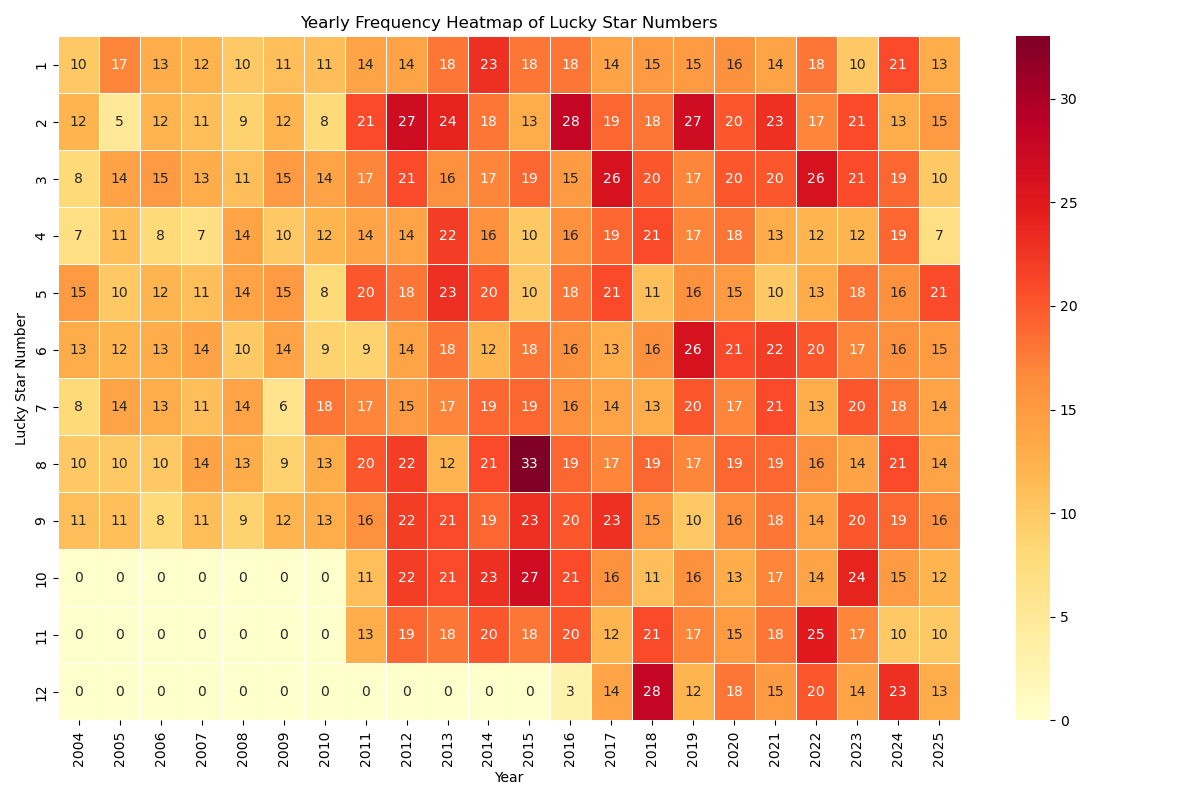 Yearly Frequency Heatmap of Lucky Star Numbers
Lucky Star Number
1 10 17 13 12 10 11 11 14 14 18 23 18 18 14 15 15 16 14 18 10 21 13
2 12 5 12 11 9 12 8 21 27 24 18 13 28 19 18 27 20 23 17 21 13 15
3 8 14 15 13 11 15 14 17 21 16 17 19 15 26 20 17 20 20 26 21 19 10
4 7 11 8 7 14 10 12 14 14 22 16 10 16 19 21 17 18 13 12 12 19 7
5 15 10 12 11 14 15 8 20 18 23 20 10 18 21 11 16 15 10 13 18 16 21
6 13 12 13 14 10 14 9 9 14 18 12 18 16 13 16 26 21 22 20 17 16 15
7 8 14 13 11 14 6 18 17 15 17 19 19 16 14 13 20 17 21 13 20 18 14
8 10 10 10 14 13 9 13 20 22 12 21 33 19 17 19 17 19 19 16 14 21 14
9 11 11 8 11 9 12 13 16 22 21 19 23 20 23 15 10 16 18 14 20 19 16
10 0 0 0 0 0 0 0 11 22 21 23 27 21 16 11 16 13 17 14 24 15 12
11 0 0 0 0 0 0 0 13 19 18 20 18 20 12 21 17 15 18 25 17 10 10
12 0 0 0 0 0 0 0 0 0 0 0 0 3 14 28 12 18 15 20 14 23 13
2004 2005 2006 2007 2008 2009 2010 2011 2012 2013 2014 2015 2016 2017 2018 2019 2020 2021 2022 2023 2024 2025
Year
30
25
20
15
10
5
0